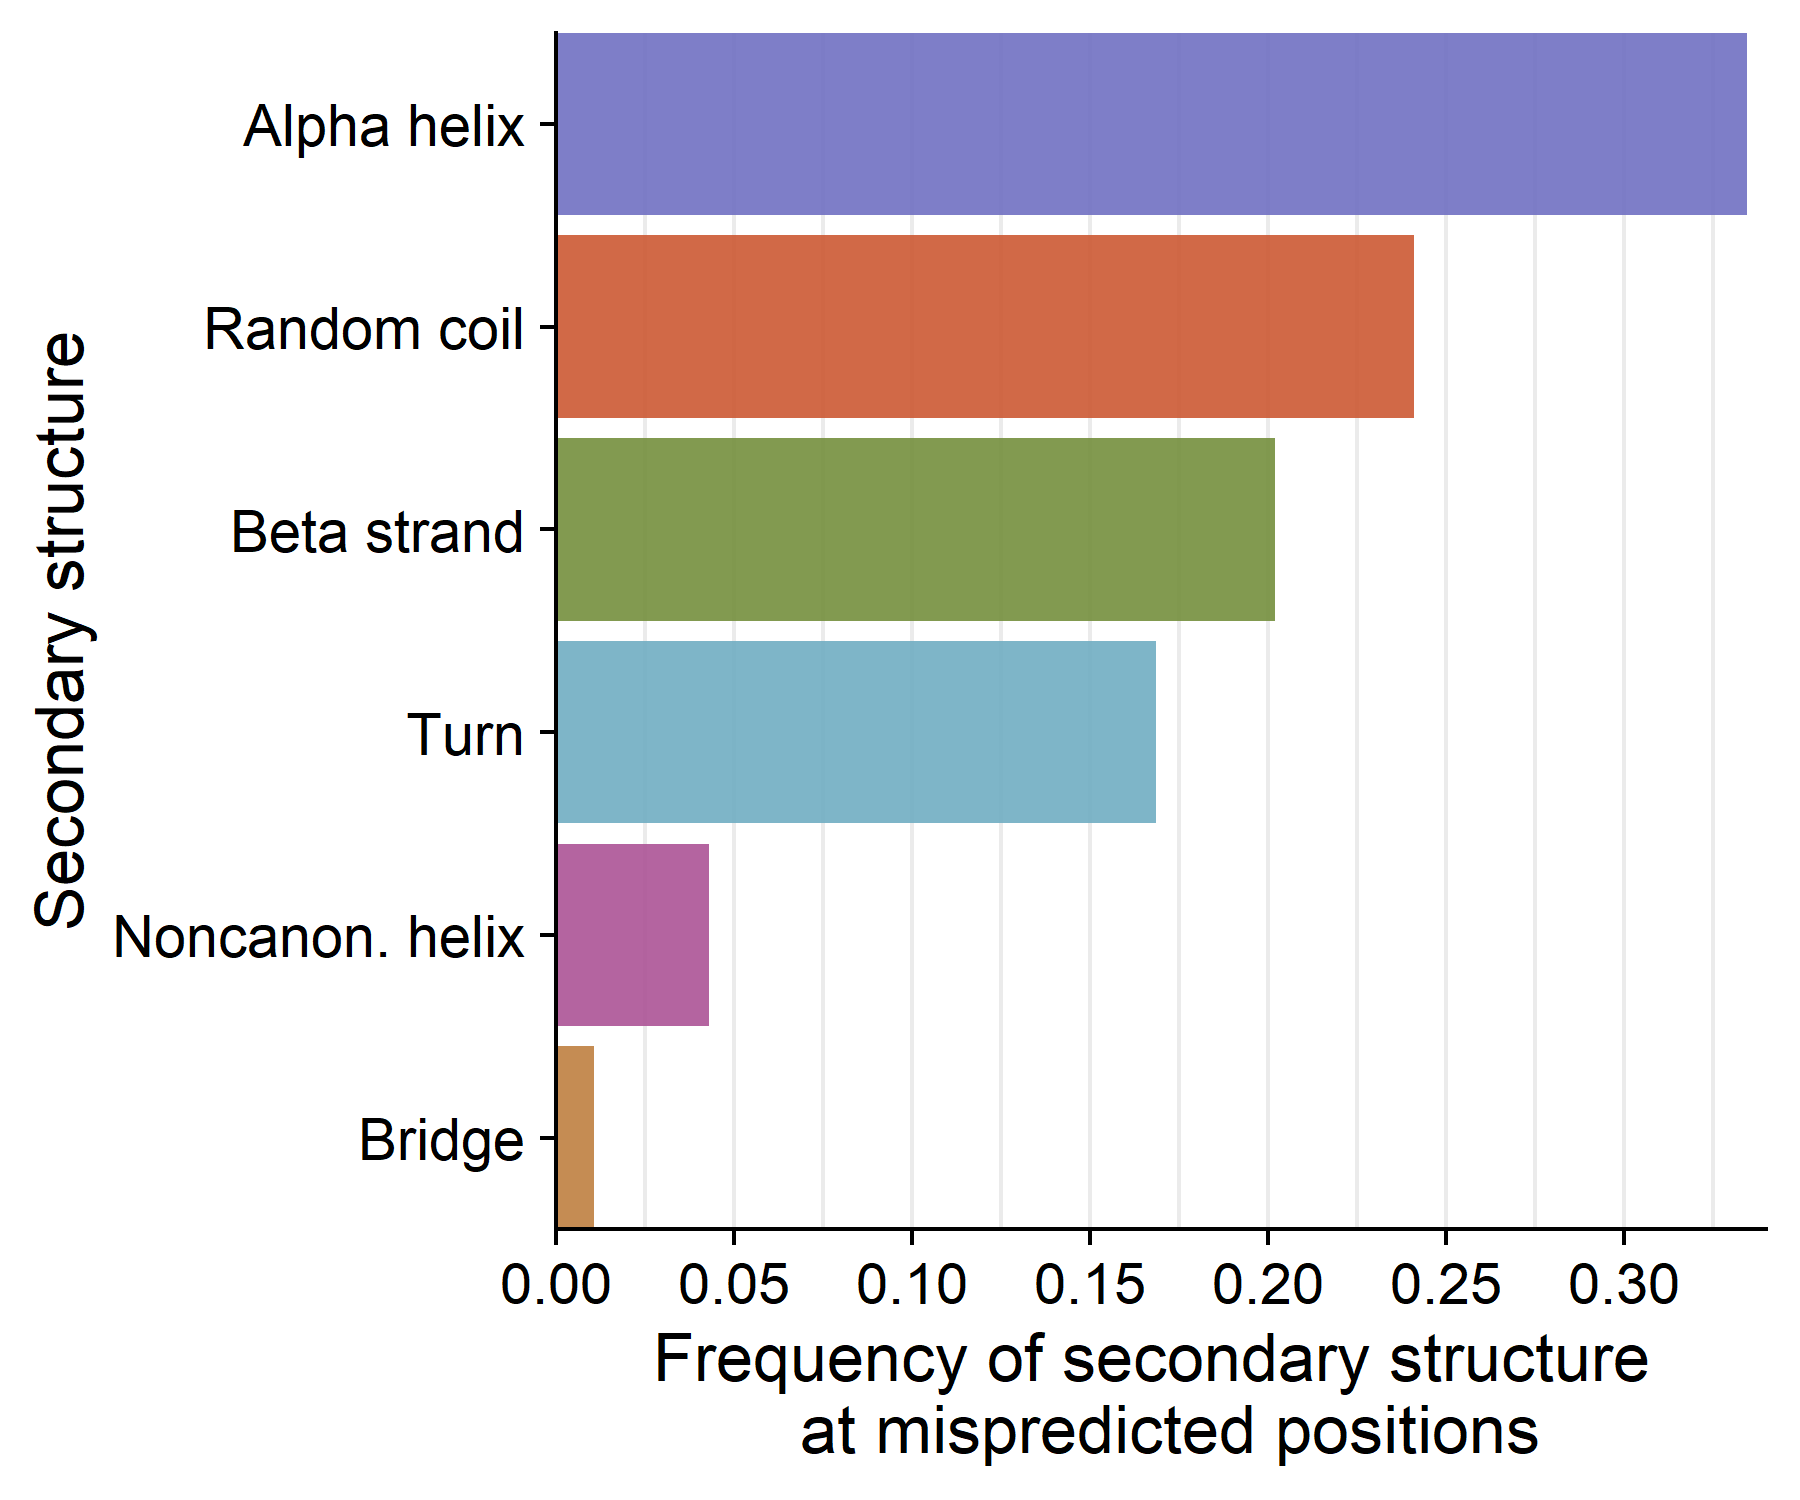 Secondary structure
Alpha helix
Random coil
Beta strand
Turn
Noncanon. helix
Bridge
0.00 0.05 0.10 0.15 0.20 0.25 0.30
Frequency of secondary structure
at mispredicted positions